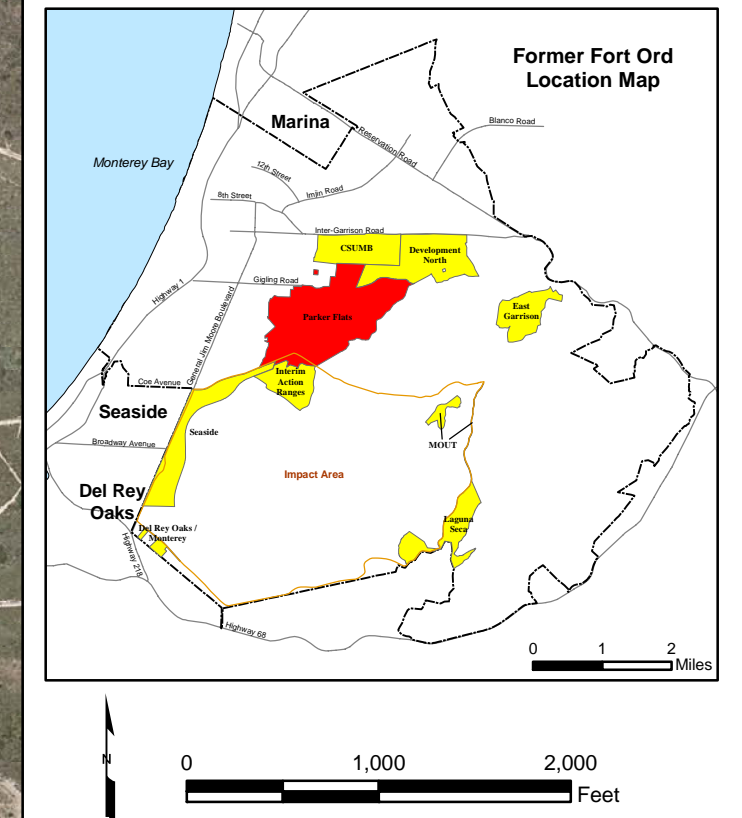 Former Fort Ord
Location Map
Marina
Blanco Road
Reservation Road
Monterey Bay
12th Street
Imjin Road
8th Street
Inter-Garrison Road
CSUMB
Development
North
Gigling Road
Highway 1
General Jim Moore Boulevard
East
Garrison
Parker Flats
Interim
Action
Ranges
Coe Avenue
Seaside
Seaside
Broadway Avenue
MOUT
Impact Area
Del Rey
Oaks
Laguna
Seca
Del Rey Oaks /
Monterey
Highway 218
Highway 68
0 1 2
Miles
N
0 1,000 2,000
Feet